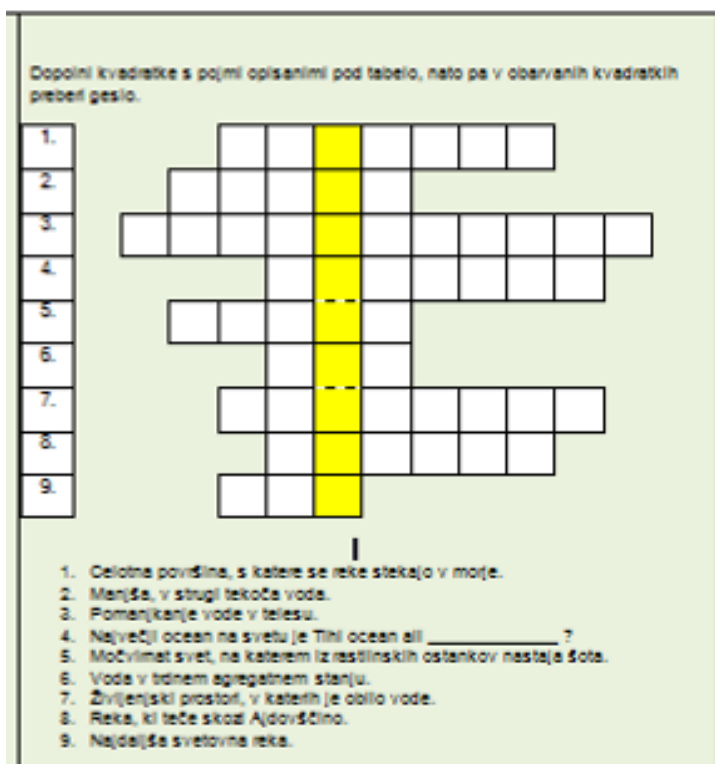 Dopolni kvadratke s pojmi opisanimi pod tabelo, nato pa v obarvanih kvadratkih
preberi geslo.
1.
2.
3.
4.
5.
6.
7.
8.
9.
1. Celotna površina, s katere se reke stekajo v morje.
2. Manjša, v strugi tekoča voda.
3. Pomanjkanje vode v telesu.
4. Največji ocean na svetu je Tihi ocean ali ____________ ?
5. Močvirnat svet, na katerem iz rastlinskih ostankov nastaja šota.
6. Voda v trdnem agregatnem stanju.
7. Življenjski prostori, v katerih je obilo vode.
8. Reka, ki teče skozi Ajdovščino.
9. Najdaljša svetovna reka.